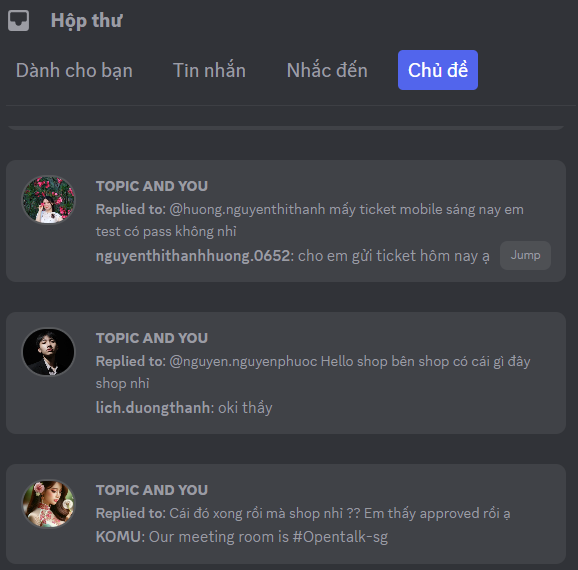 Hộp thư
Dành cho bạn Tin nhắn Nhắc đến Chủ đề
TOPIC AND YOU
Replied to: @huong.nguyenthithanh mấy ticket mobile sáng nay em
test có pass không nhỉ
nguyenthithanhhuong.0652: cho em gửi ticket hôm nay ạ
Jump
TOPIC AND YOU
Replied to: @nguyen.nguyenphuoc Hello shop bên shop có cái gì đây
shop nhỉ
lich.duongthanh: oki thầy
TOPIC AND YOU
Replied to: Cái đó xong rồi mà shop nhỉ ?? Em thấy approved rồi ạ
KOMU: Our meeting room is #Opentalk-sg